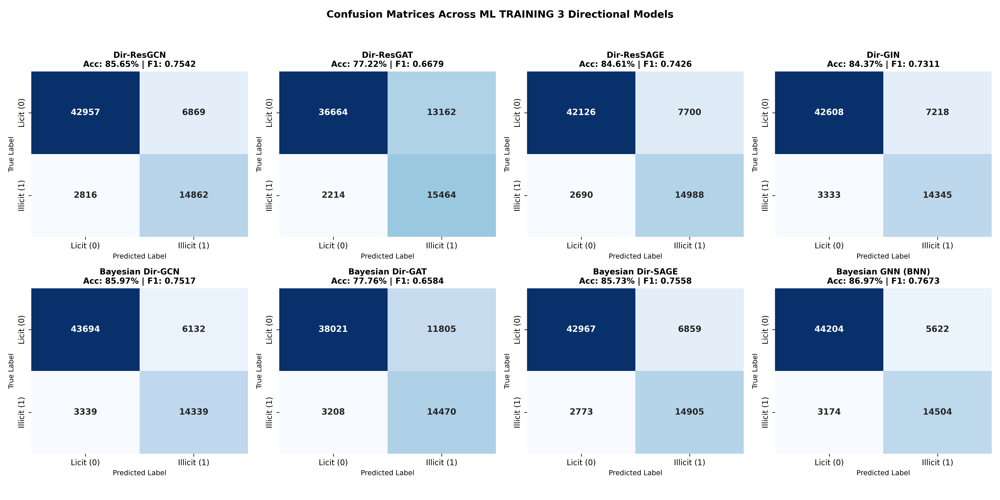 Confusion Matrices Across ML TRAINING 3 Directional Models
Dir-ResGCN
Acc: 85.65% | F1: 0.7542
True Label
Licit (0)
42957
6869
Illicit (1)
2816
14862
Licit (0)
Illicit (1)
Predicted Label
Dir-ResGAT
Acc: 77.22% | F1: 0.6679
True Label
Licit (0)
36664
13162
Illicit (1)
2214
15464
Licit (0)
Illicit (1)
Predicted Label
Dir-ResSAGE
Acc: 84.61% | F1: 0.7426
True Label
Licit (0)
42126
7700
Illicit (1)
2690
14988
Licit (0)
Illicit (1)
Predicted Label
Dir-GIN
Acc: 84.37% | F1: 0.7311
True Label
Licit (0)
42608
7218
Illicit (1)
3333
14345
Licit (0)
Illicit (1)
Predicted Label
Bayesian Dir-GCN
Acc: 85.97% | F1: 0.7517
True Label
Licit (0)
43694
6132
Illicit (1)
3339
14339
Licit (0)
Illicit (1)
Predicted Label
Bayesian Dir-GAT
Acc: 77.76% | F1: 0.6584
True Label
Licit (0)
38021
11805
Illicit (1)
3208
14470
Licit (0)
Illicit (1)
Predicted Label
Bayesian Dir-SAGE
Acc: 85.73% | F1: 0.7558
True Label
Licit (0)
42967
6859
Illicit (1)
2773
14905
Licit (0)
Illicit (1)
Predicted Label
Bayesian GNN (BNN)
Acc: 86.97% | F1: 0.7673
True Label
Licit (0)
44204
5622
Illicit (1)
3174
14504
Licit (0)
Illicit (1)
Predicted Label